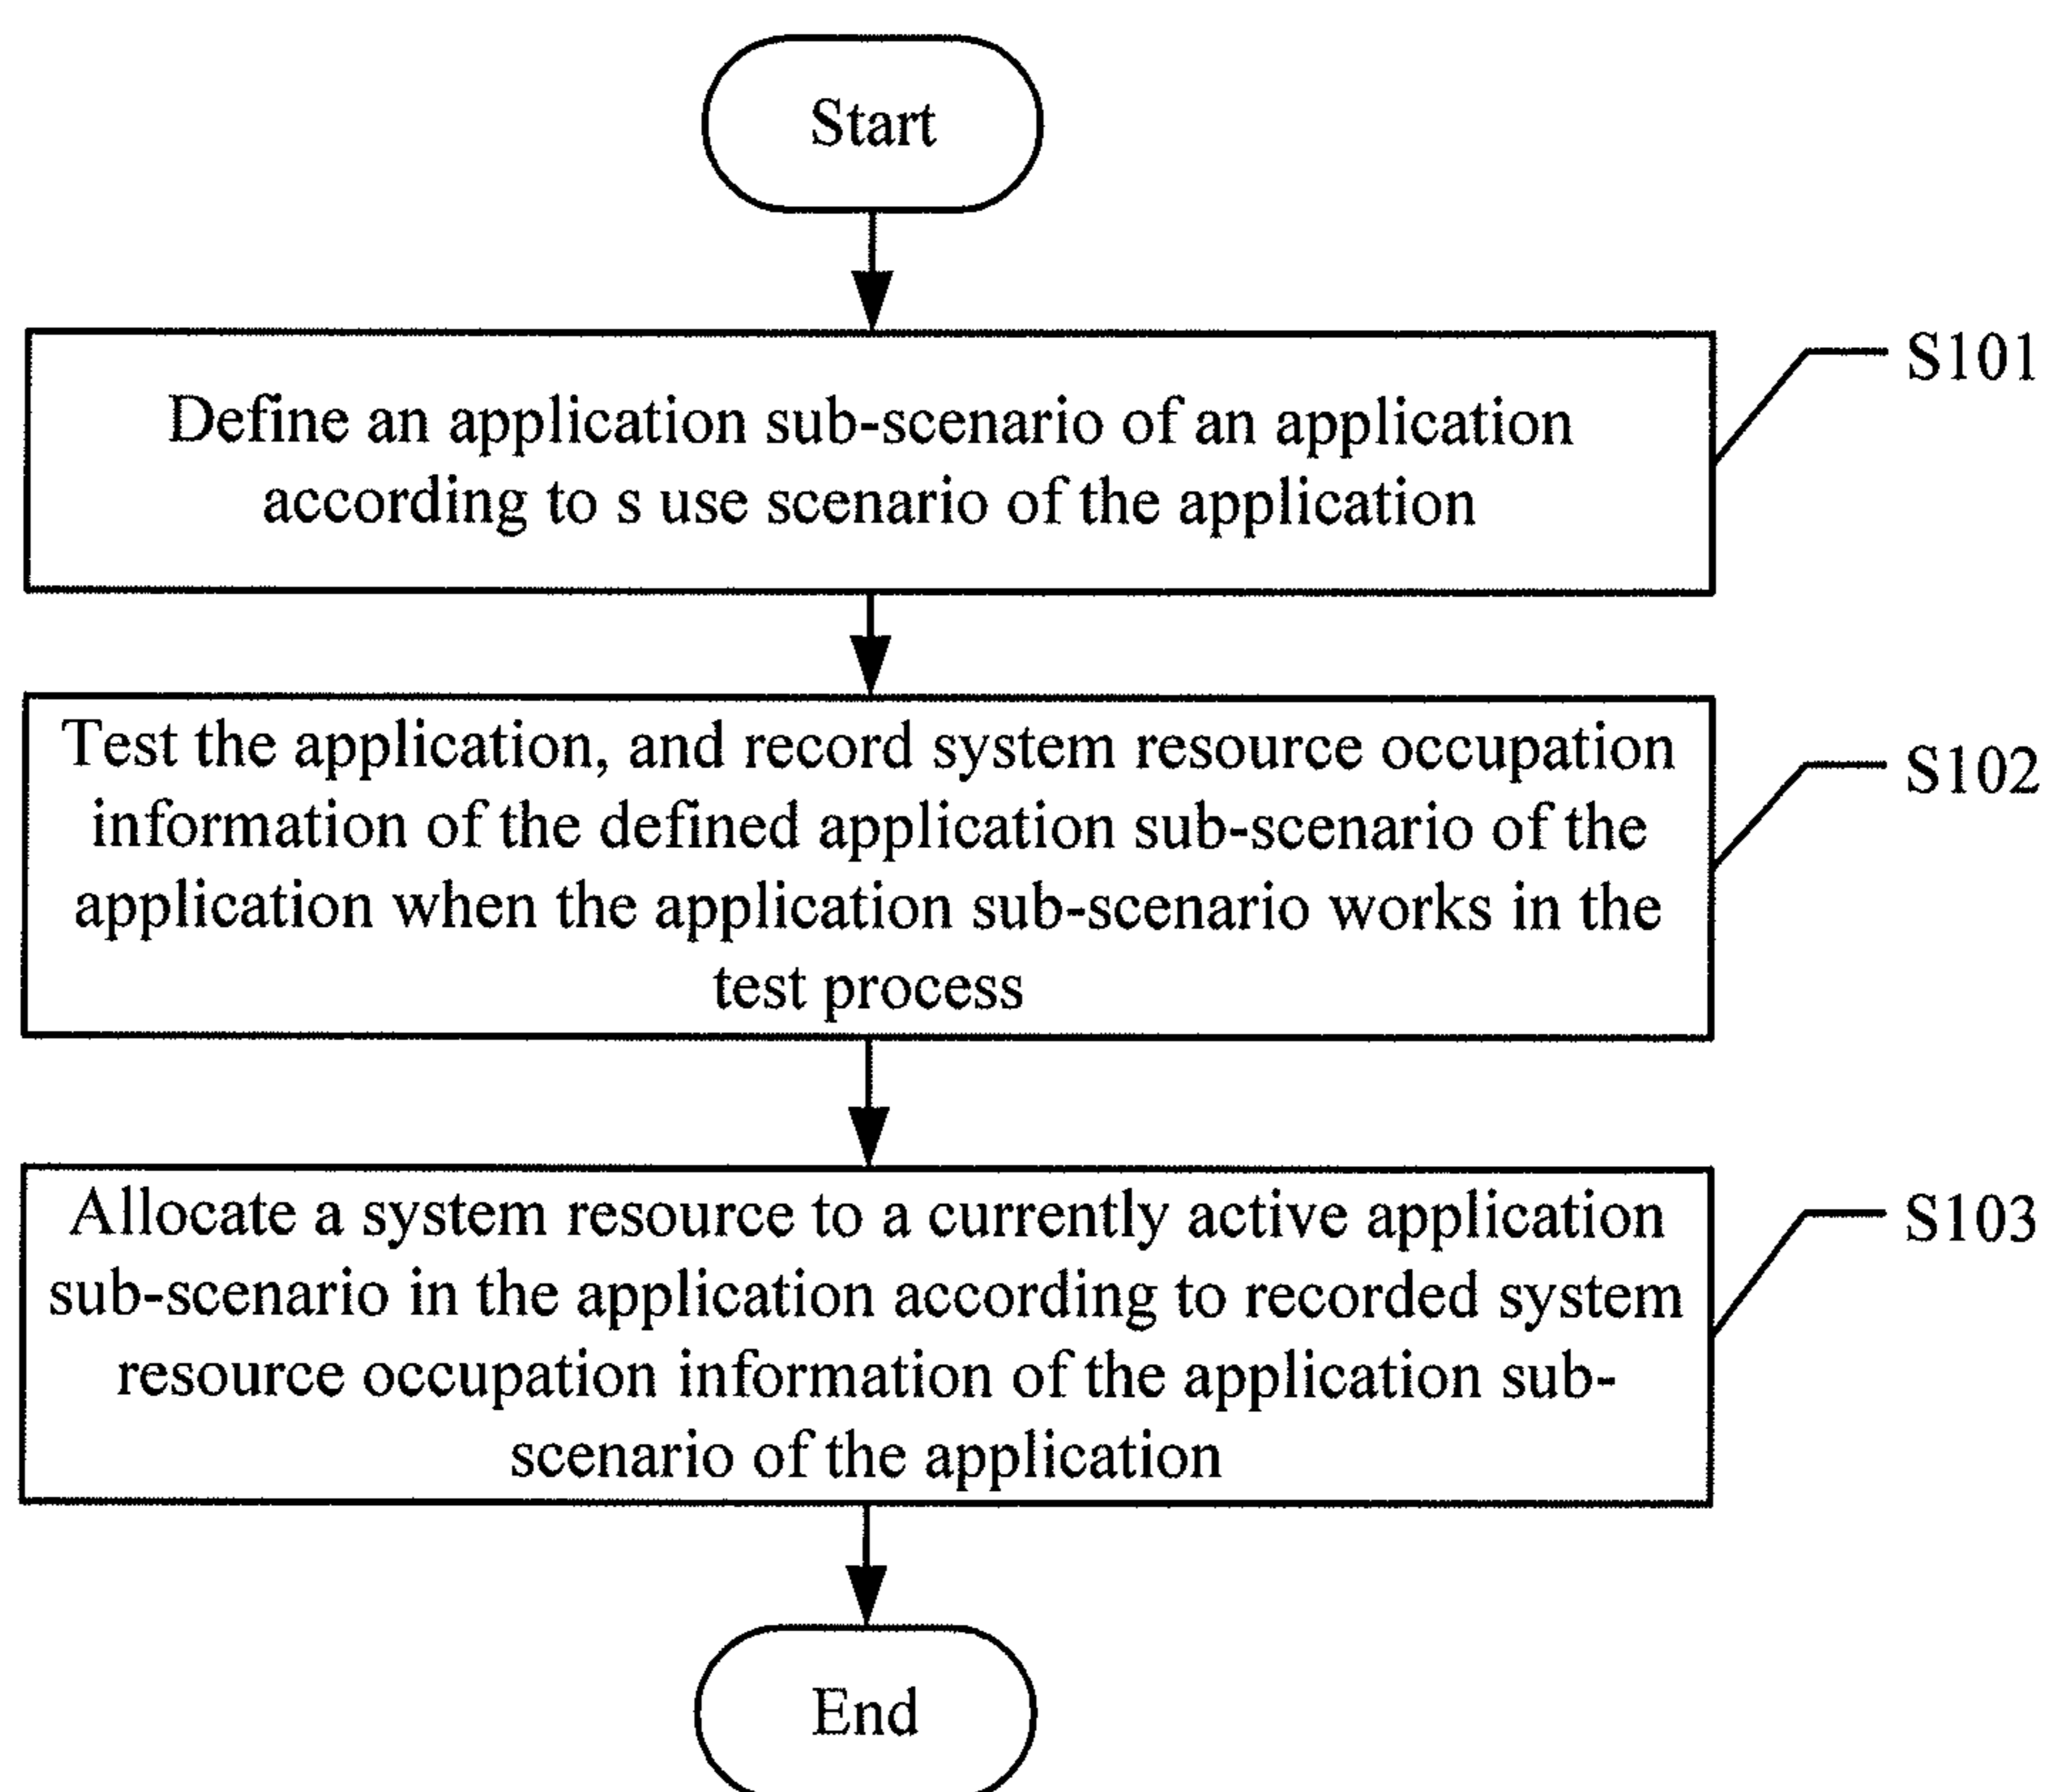 Start
S101
Define an application sub-scenario of an application
according to s use scenario of the application
S102
Test the application, and record system resource occupation
information of the defined application sub-scenario of the
application when the application sub-scenario works in the
test process
S103
Allocate a system resource to a currently active application
sub-scenario in the application according to recorded system
resource occupation information of the application sub-
scenario of the application
End